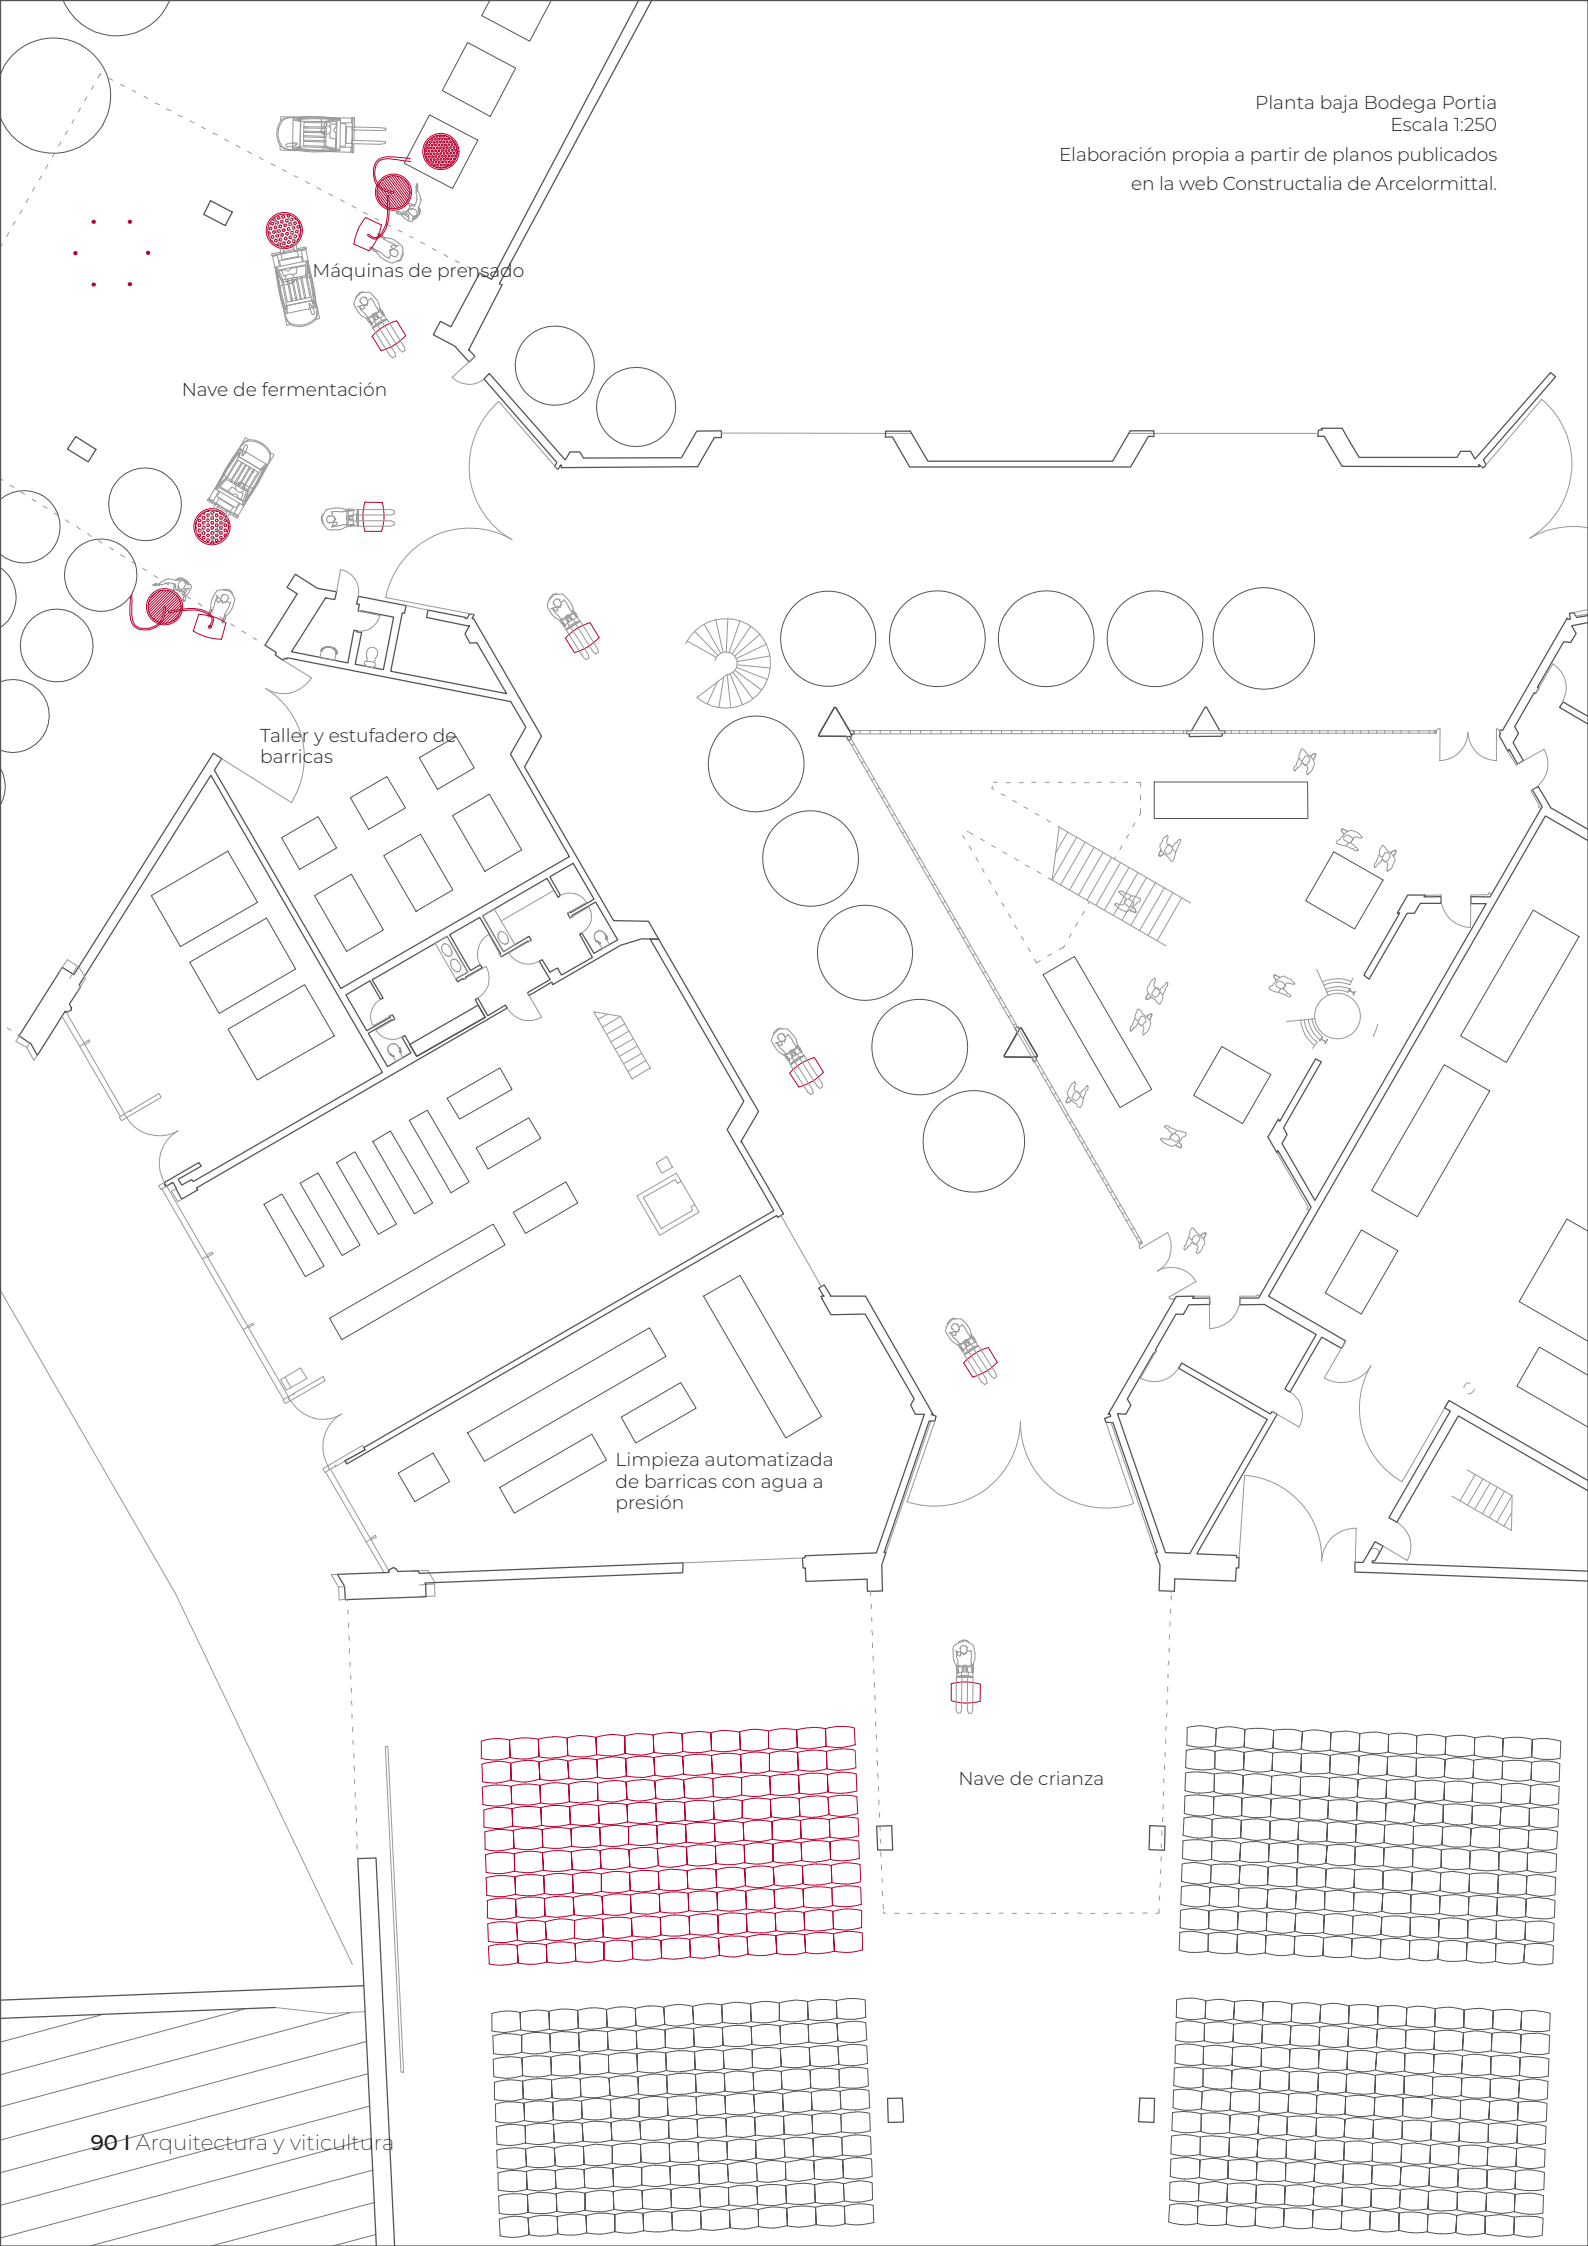 Planta baja Bodega Portia
Escala 1:250
Elaboración propia a partir de planos publicados
en la web Constructalia de Arcelormittal.
Máquinas de prensado
Nave de fermentación
Taller y estufadero de
barricas
Limpieza automatizada
de barricas con agua a
presión
Nave de crianza
90 I Arquitectura y viticultura